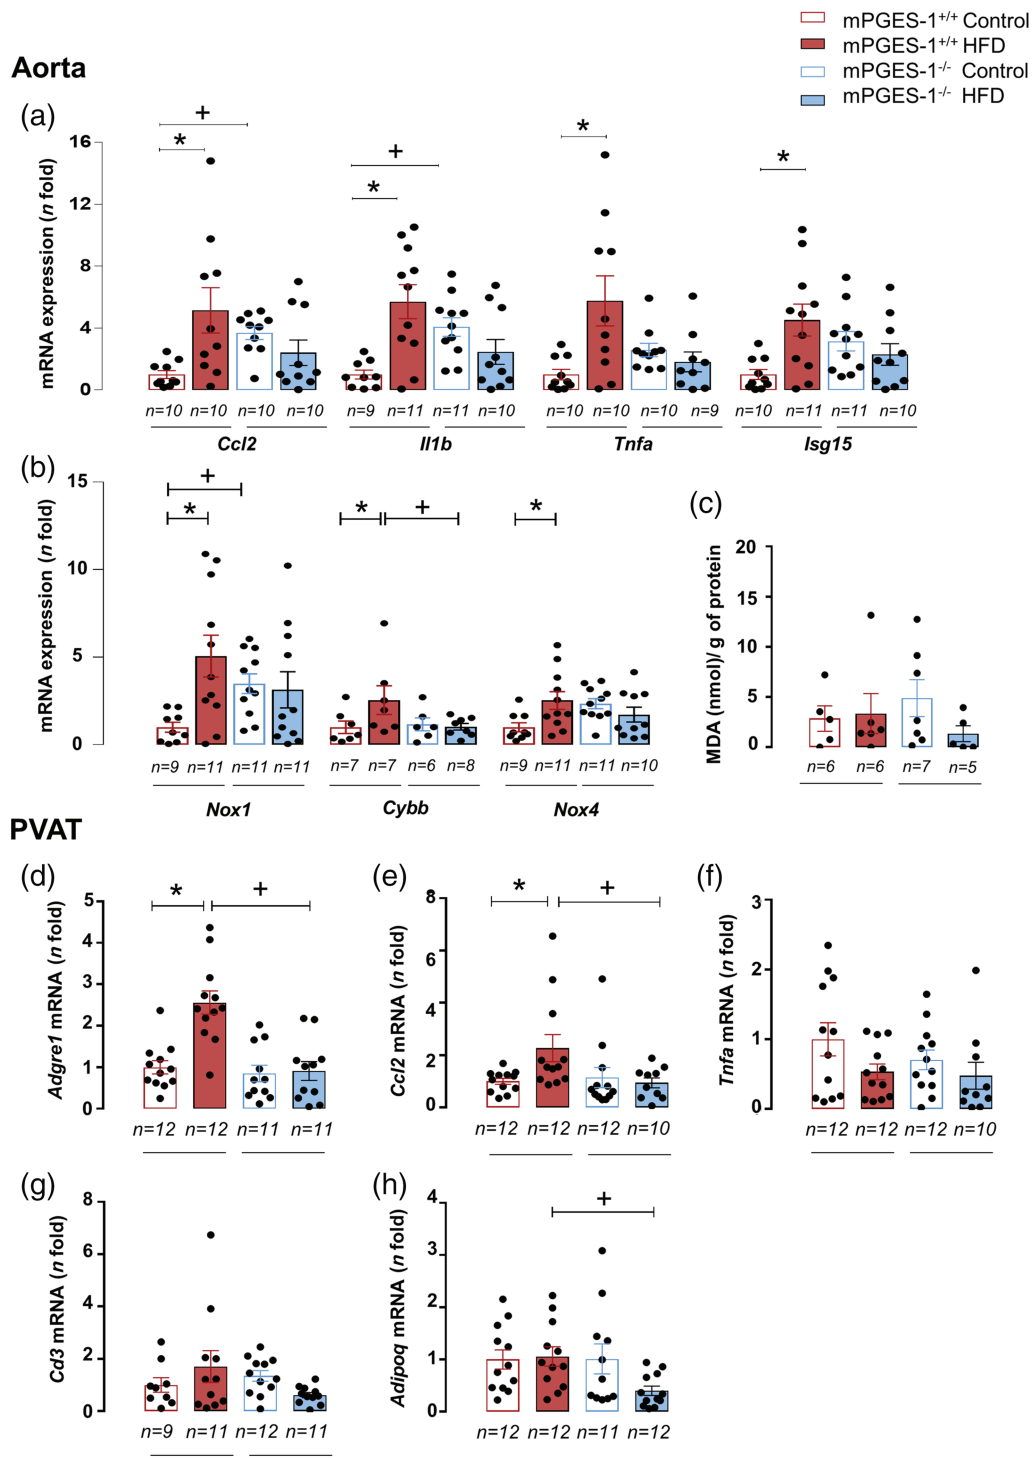 mPGES-1+/+ Control
mPGES-1+/+ HFD
mPGES-1-/- Control
mPGES-1-/- HFD
Aorta
(a)
mRNA expression (n fold)
16
12
8
4
0
+
*
+
*
*
*
n=10 n=10 n=10 n=10 n=9 n=11 n=11 n=10 n=10 n=10 n=10 n=9 n=10 n=11 n=11 n=10
Ccl2 Il1b Tnfa Isg15
(b)
mRNA expression (n fold)
15
10
5
0
+
*
* +
*
n=9 n=11 n=11 n=11 n=7 n=7 n=6 n=8 n=9 n=11 n=11 n=10
Nox1 Cybb Nox4
(c)
MDA (nmol)/ g of protein
20
15
10
5
0
n=6 n=6 n=7 n=5
PVAT
(d)
Adgre1 mRNA (n fold)
5
4
3
2
1
0
* +
n=12 n=12 n=11 n=11
(e)
Ccl2 mRNA (n fold)
8
6
4
2
0
* +
n=12 n=12 n=12 n=10
(f)
Tnfa mRNA (n fold)
3
2
1
0
n=12 n=12 n=12 n=10
(g)
Cd3 mRNA (n fold)
8
6
4
2
0
n=9 n=11 n=12 n=11
(h)
Adipoq mRNA (n fold)
4
3
2
1
0
+
n=12 n=12 n=11 n=12